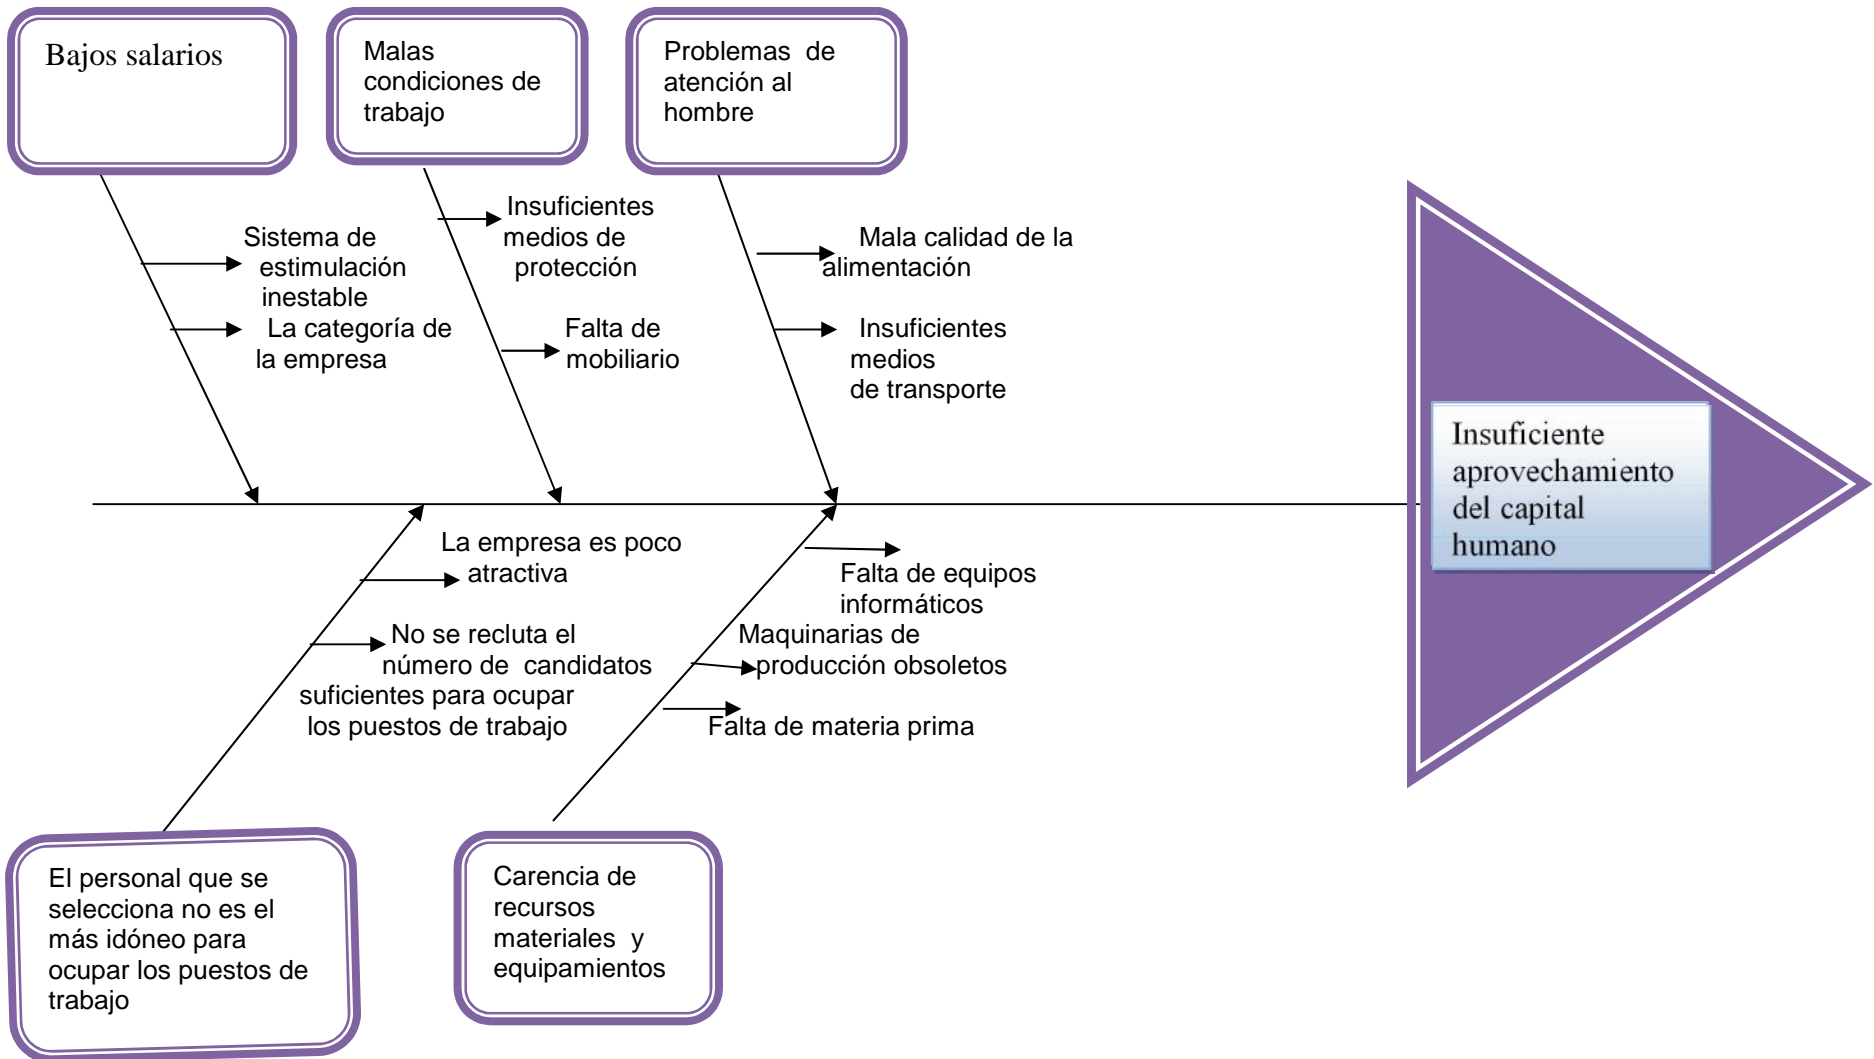 Bajos salarios
Malas
condiciones de
trabajo
Problemas de
atención al
hombre
Sistema de
estimulación
inestable
La categoría de
la empresa
Insuficientes
medios de
protección
Falta de
mobiliario
Mala calidad de la
alimentación
Insuficientes
medios
de transporte
Insuficiente
aprovechamiento
del capital
humano
La empresa es poco
atractiva
No se recluta el
número de candidatos
suficientes para ocupar
los puestos de trabajo
Falta de equipos
informáticos
Maquinarias de
producción obsoletos
Falta de materia prima
El personal que se
selecciona no es el
más idóneo para
ocupar los puestos de
trabajo
Carencia de
recursos
materiales y
equipamientos